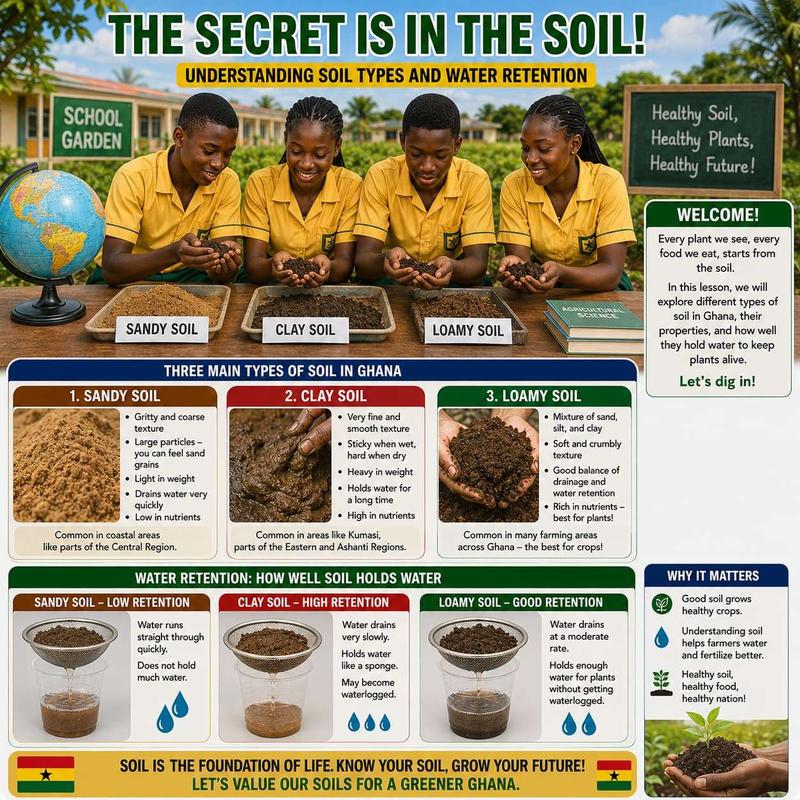 THE SECRET IS IN THE SOIL!
UNDERSTANDING SOIL TYPES AND WATER RETENTION
SCHOOL
GARDEN
Healthy Soil,
Healthy Plants,
Healthy Future!
SANDY SOIL
CLAY SOIL
LOAMY SOIL
AGRICULTURAL
SCIENCE
WELCOME!
Every plant we see, every
food we eat, starts from
the soil.
In this lesson, we will
explore different types of
soil in Ghana, their
properties, and how well
they hold water to keep
plants alive.
Let's dig in!
THREE MAIN TYPES OF SOIL IN GHANA
1. SANDY SOIL
• Gritty and coarse
texture
• Large particles –
you can feel sand
grains
• Light in weight
• Drains water very
quickly
• Low in nutrients
Common in coastal areas
like parts of the Central Region.
2. CLAY SOIL
• Very fine and
smooth texture
• Sticky when wet,
hard when dry
• Heavy in weight
• Holds water for
a long time
• High in nutrients
Common in areas like Kumasi,
parts of the Eastern and Ashanti Regions.
3. LOAMY SOIL
• Mixture of sand,
silt, and clay
• Soft and crumbly
texture
• Good balance of
drainage and
water retention
• Rich in nutrients –
best for plants!
Common in many farming areas
across Ghana – the best for crops!
WATER RETENTION: HOW WELL SOIL HOLDS WATER
SANDY SOIL – LOW RETENTION
Water runs
straight through
quickly.
Does not hold
much water.
CLAY SOIL – HIGH RETENTION
Water drains
very slowly.
Holds water
like a sponge.
May become
waterlogged.
LOAMY SOIL – GOOD RETENTION
Water drains
at a moderate
rate.
Holds enough
water for plants
without getting
waterlogged.
WHY IT MATTERS
Good soil grows
healthy crops.
Understanding soil
helps farmers water
and fertilize better.
Healthy soil,
healthy food,
healthy nation!
SOIL IS THE FOUNDATION OF LIFE. KNOW YOUR SOIL, GROW YOUR FUTURE!
LET'S VALUE OUR SOILS FOR A GREENER GHANA.